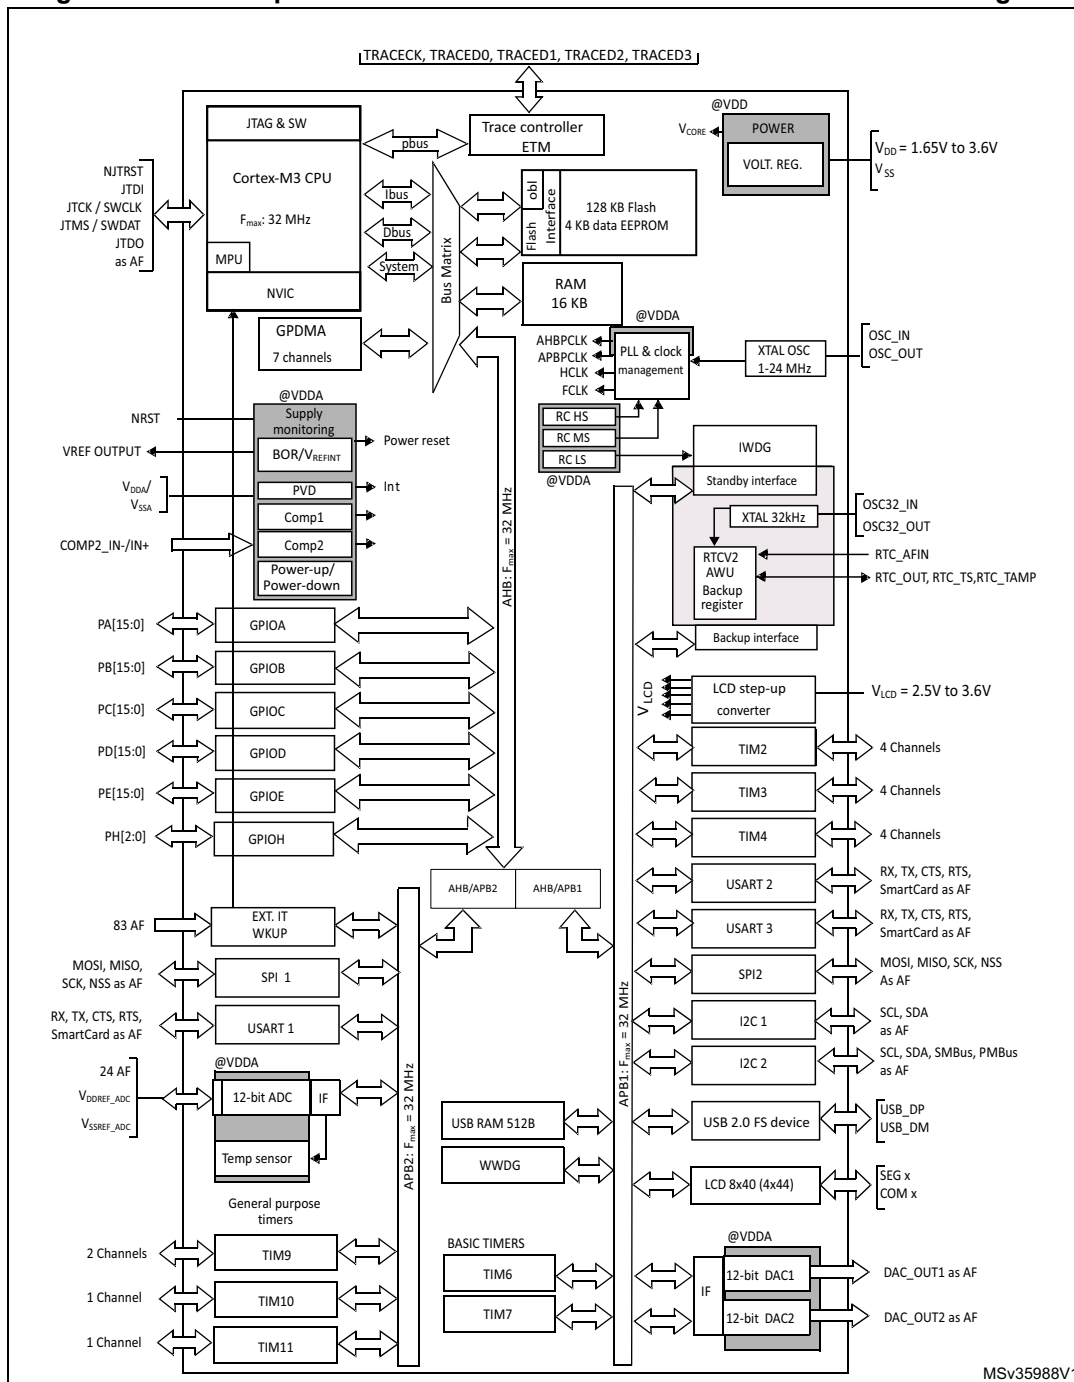 TRACECK, TRACED0, TRACED1, TRACED2, TRACED3
JTAG & SW
Trace controller
ETM
pbus
@VDD
VCORE
POWER
VOLT. REG.
VDD = 1.65V to 3.6V
VSS
NJTRST
JTDI
JTCK / SWCLK
JTMS / SWDAT
JTDO
as AF
Cortex-M3 CPU
Fmax: 32 MHz
MPU
NVIC
Ibus
Dbus
System
Bus Matrix
Flash obl
Interface
128 KB Flash
4 KB data EEPROM
RAM
16 KB
GPDMA
7 channels
@VDDA
AHBPCLK
APBPCLK
HCLK
FCLK
PLL & clock
management
XTAL OSC
1-24 MHz
OSC_IN
OSC_OUT
RC HS
RC MS
RC LS
@VDDA
@VDDA
Supply
monitoring
NRST
VREF OUTPUT
BOR/VREFINT
Power reset
VDDA/
VSSA
PVD
Int
Comp1
COMP2_IN-/IN+
Comp2
Power-up/
Power-down
AHB: Fmax = 32 MHz
IWDG
Standby interface
XTAL 32kHz
OSC32_IN
OSC32_OUT
RTCV2
AWU
Backup
register
RTC_AFIN
RTC_OUT, RTC_TS,RTC_TAMP
Backup interface
PA[15:0]
GPIOA
PB[15:0]
GPIOB
PC[15:0]
GPIOC
PD[15:0]
GPIOD
PE[15:0]
GPIOE
PH[2:0]
GPIOH
VLCD
LCD step-up
converter
VLCD = 2.5V to 3.6V
TIM2
4 Channels
TIM3
4 Channels
TIM4
4 Channels
AHB/APB2
AHB/APB1
USART 2
RX, TX, CTS, RTS,
SmartCard as AF
USART 3
RX, TX, CTS, RTS,
SmartCard as AF
83 AF
EXT. IT
WKUP
MOSI, MISO,
SCK, NSS as AF
SPI 1
RX, TX, CTS, RTS,
SmartCard as AF
USART 1
SPI2
MOSI, MISO, SCK, NSS
As AF
I2C 1
SCL, SDA
as AF
I2C 2
SCL, SDA, SMBus, PMBus
as AF
@VDDA
24 AF
VDDREF_ADC
VSSREF_ADC
12-bit ADC
IF
Temp sensor
APB2: Fmax = 32 MHz
APB1: Fmax = 32 MHz
USB RAM 512B
WWDG
USB 2.0 FS device
USB_DP
USB_DM
LCD 8x40 (4x44)
SEG x
COM x
General purpose
timers
2 Channels
TIM9
1 Channel
TIM10
1 Channel
TIM11
BASIC TIMERS
TIM6
TIM7
@VDDA
IF
12-bit DAC1
DAC_OUT1 as AF
12-bit DAC2
DAC_OUT2 as AF
MSv35988V1